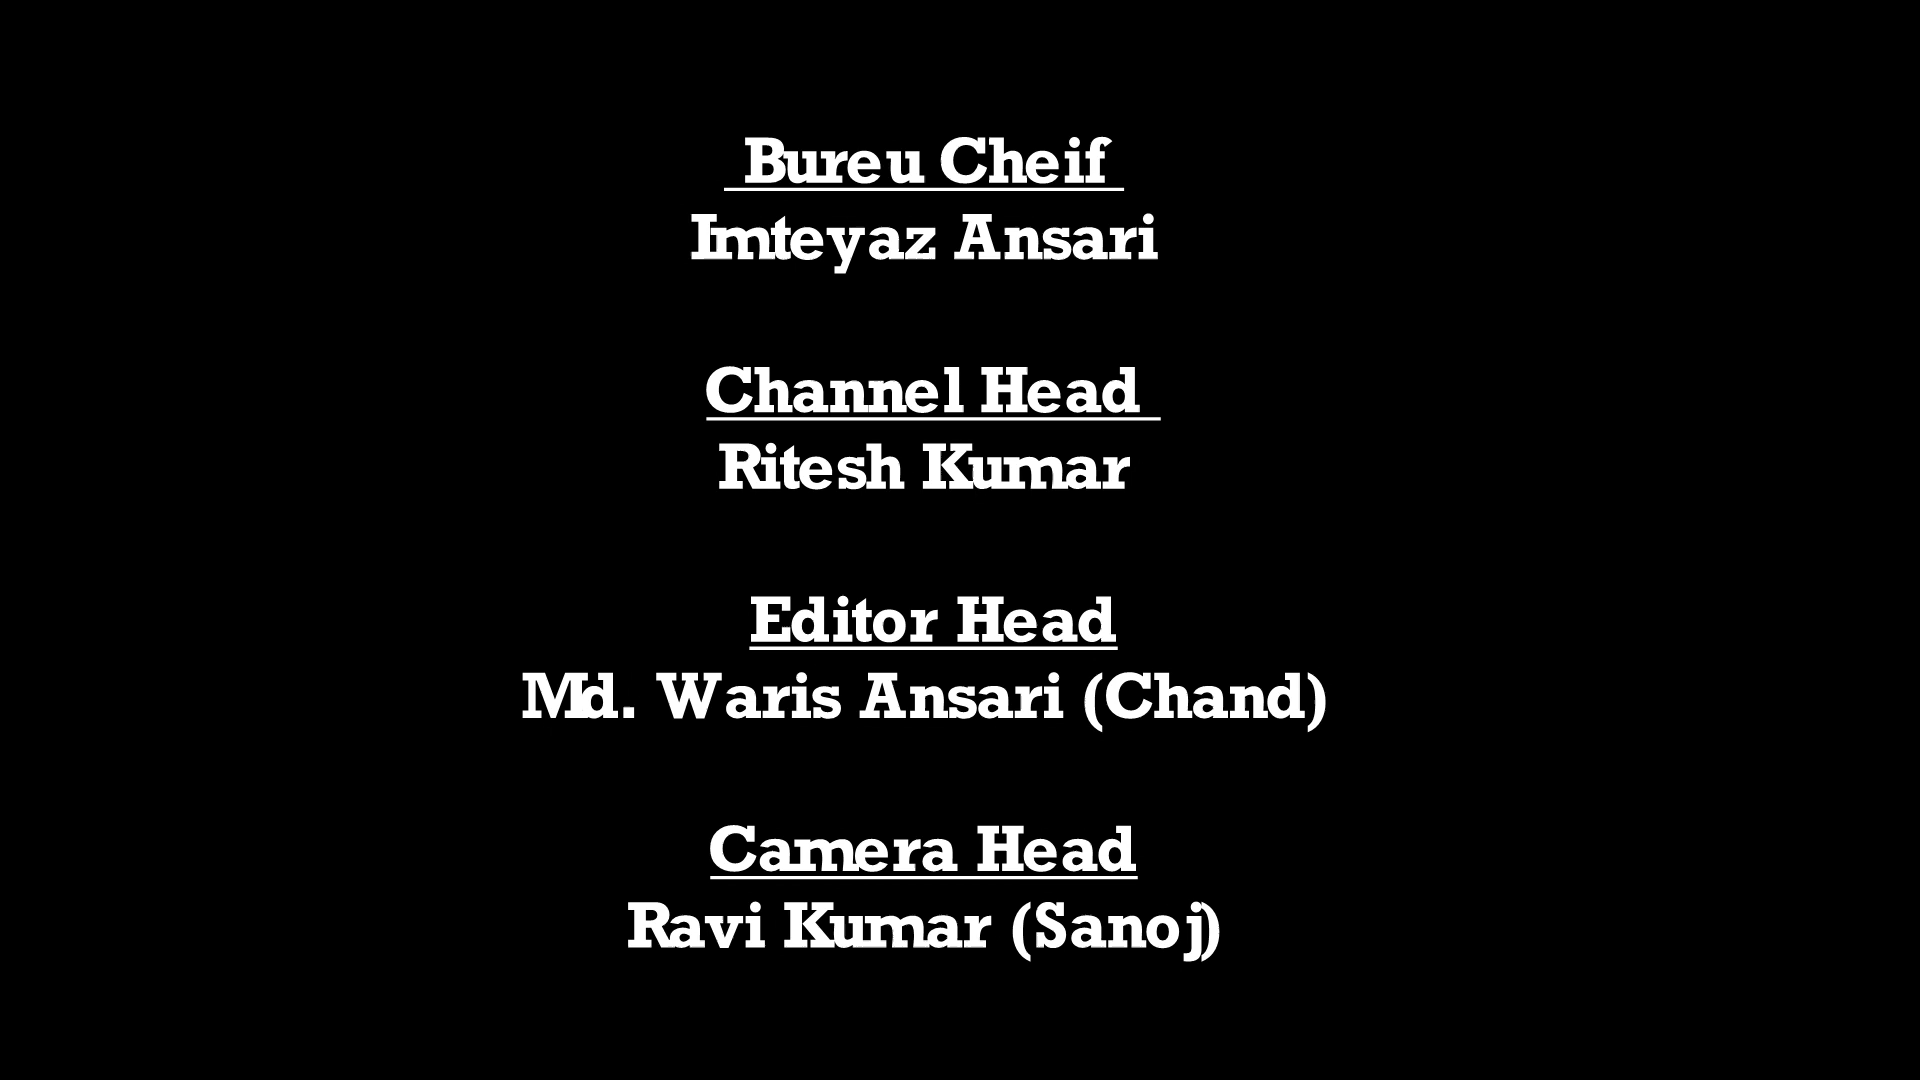 Bureu Cheif
Imteyaz Ansari
Channel Head
Ritesh Kumar
Editor Head
Md. Waris Ansari (Chand)
Camera Head
Ravi Kumar (Sanoj)